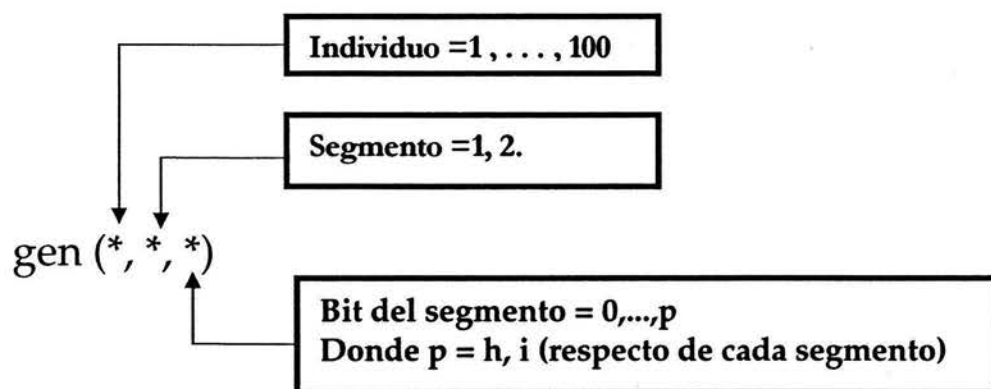 Individuo =1 , . . . , 100
Segmento =1, 2.
gen (*, *, *)
Bit del segmento = 0,...,p
Donde p = h, i (respecto de cada segmento)